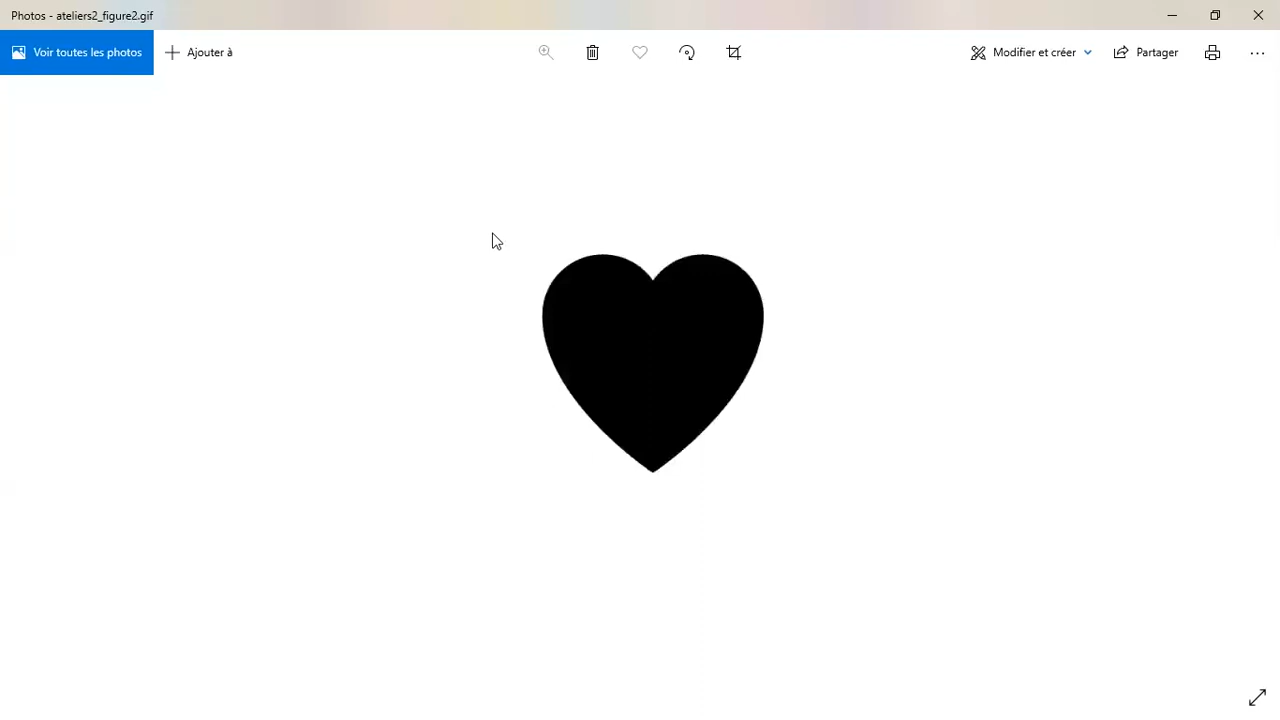 Photos - ateliers2_figure2.gif
Voir toutes les photos
Ajouter à
Modifier et créer
Partager